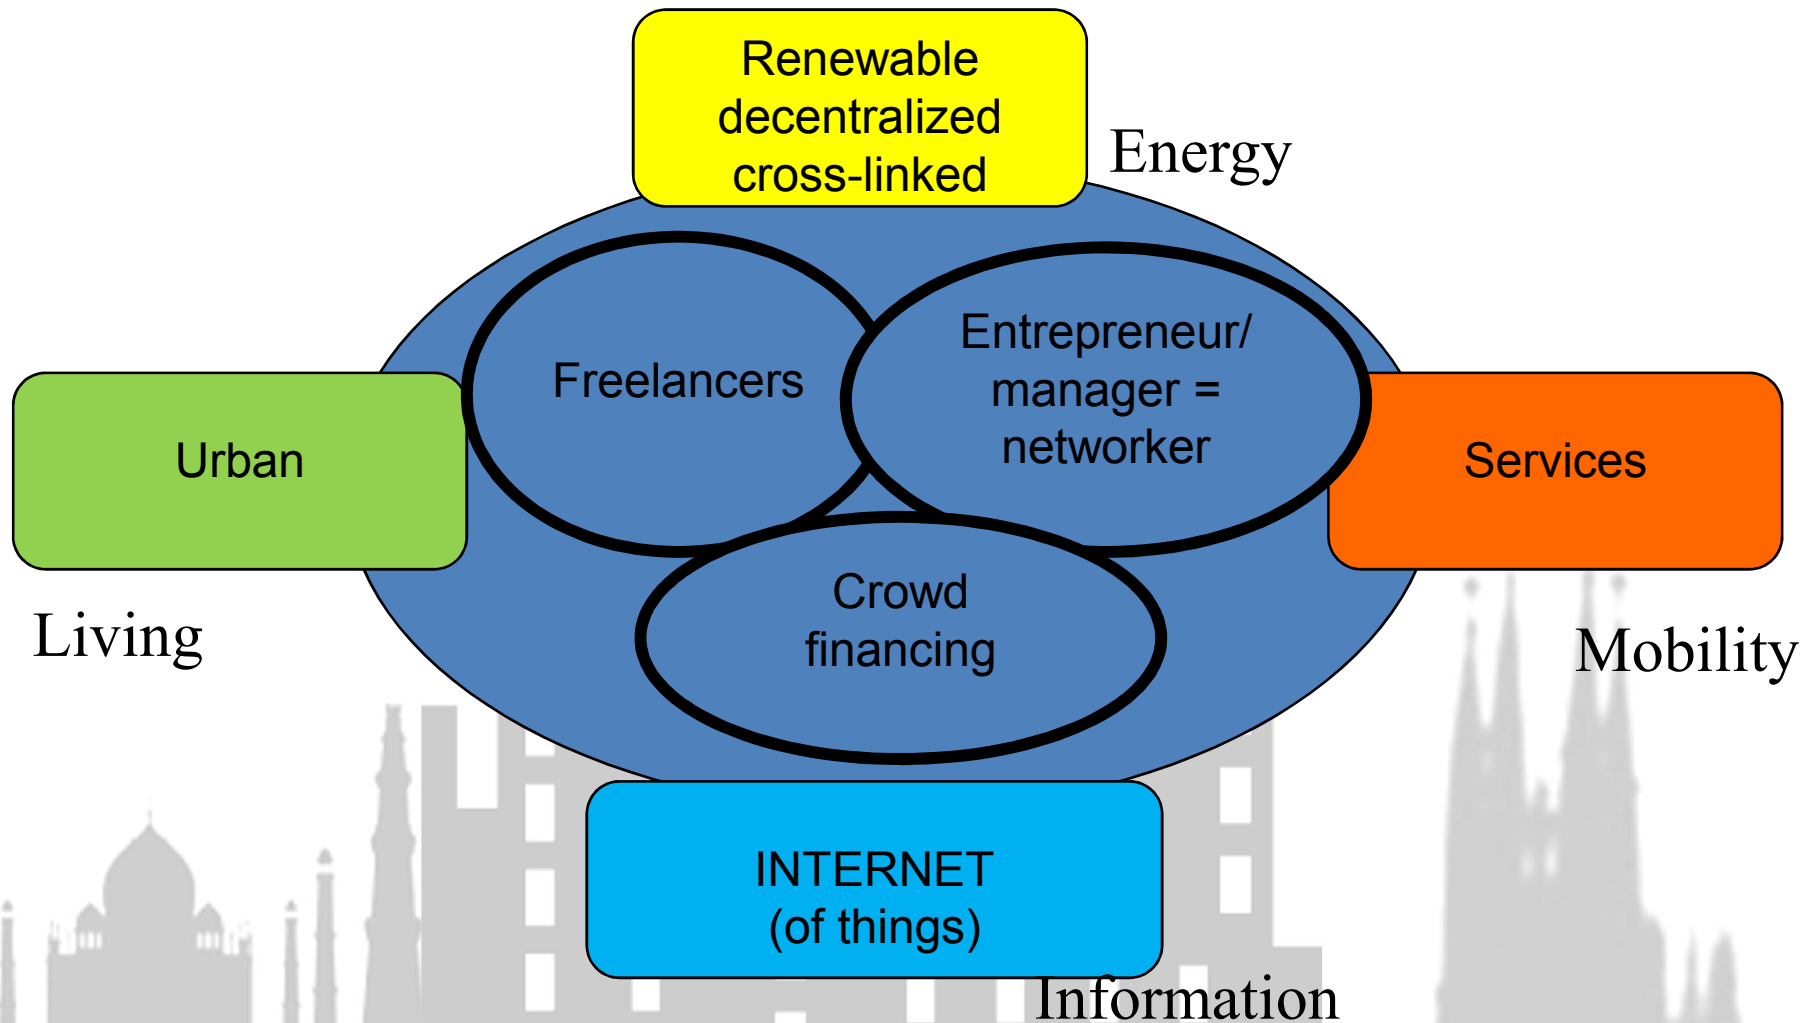 Renewable
decentralized
cross-linked
Energy
Freelancers
Entrepreneur/
manager =
networker
Urban
Services
Living
Crowd
financing
Mobility
INTERNET
(of things)
Information